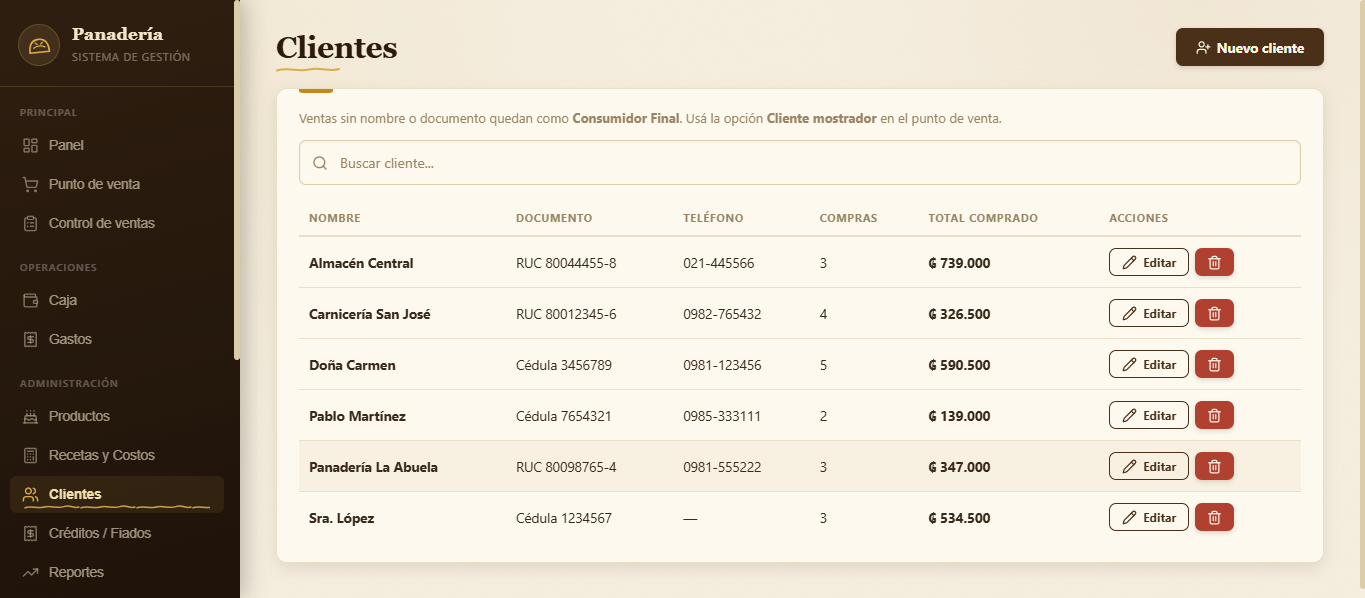 Panadería
SISTEMA DE GESTIÓN
PRINCIPAL
Panel
Punto de venta
Control de ventas
OPERACIONES
Caja
Gastos
ADMINISTRACIÓN
Productos
Recetas y Costos
Clientes
Créditos / Fiados
Reportes
Clientes
Nuevo cliente
Ventas sin nombre o documento quedan como Consumidor Final. Usá la opción Cliente mostrador en el punto de venta.
Buscar cliente...
NOMBRE DOCUMENTO TELÉFONO COMPRAS TOTAL COMPRADO ACCIONES
Almacén Central RUC 80044455-8 021-445566 3 ₲ 739.000 Editar
Carnicería San José RUC 80012345-6 0982-765432 4 ₲ 326.500 Editar
Doña Carmen Cédula 3456789 0981-123456 5 ₲ 590.500 Editar
Pablo Martínez Cédula 7654321 0985-333111 2 ₲ 139.000 Editar
Panadería La Abuela RUC 80098765-4 0981-555222 3 ₲ 347.000 Editar
Sra. López Cédula 1234567 — 3 ₲ 534.500 Editar